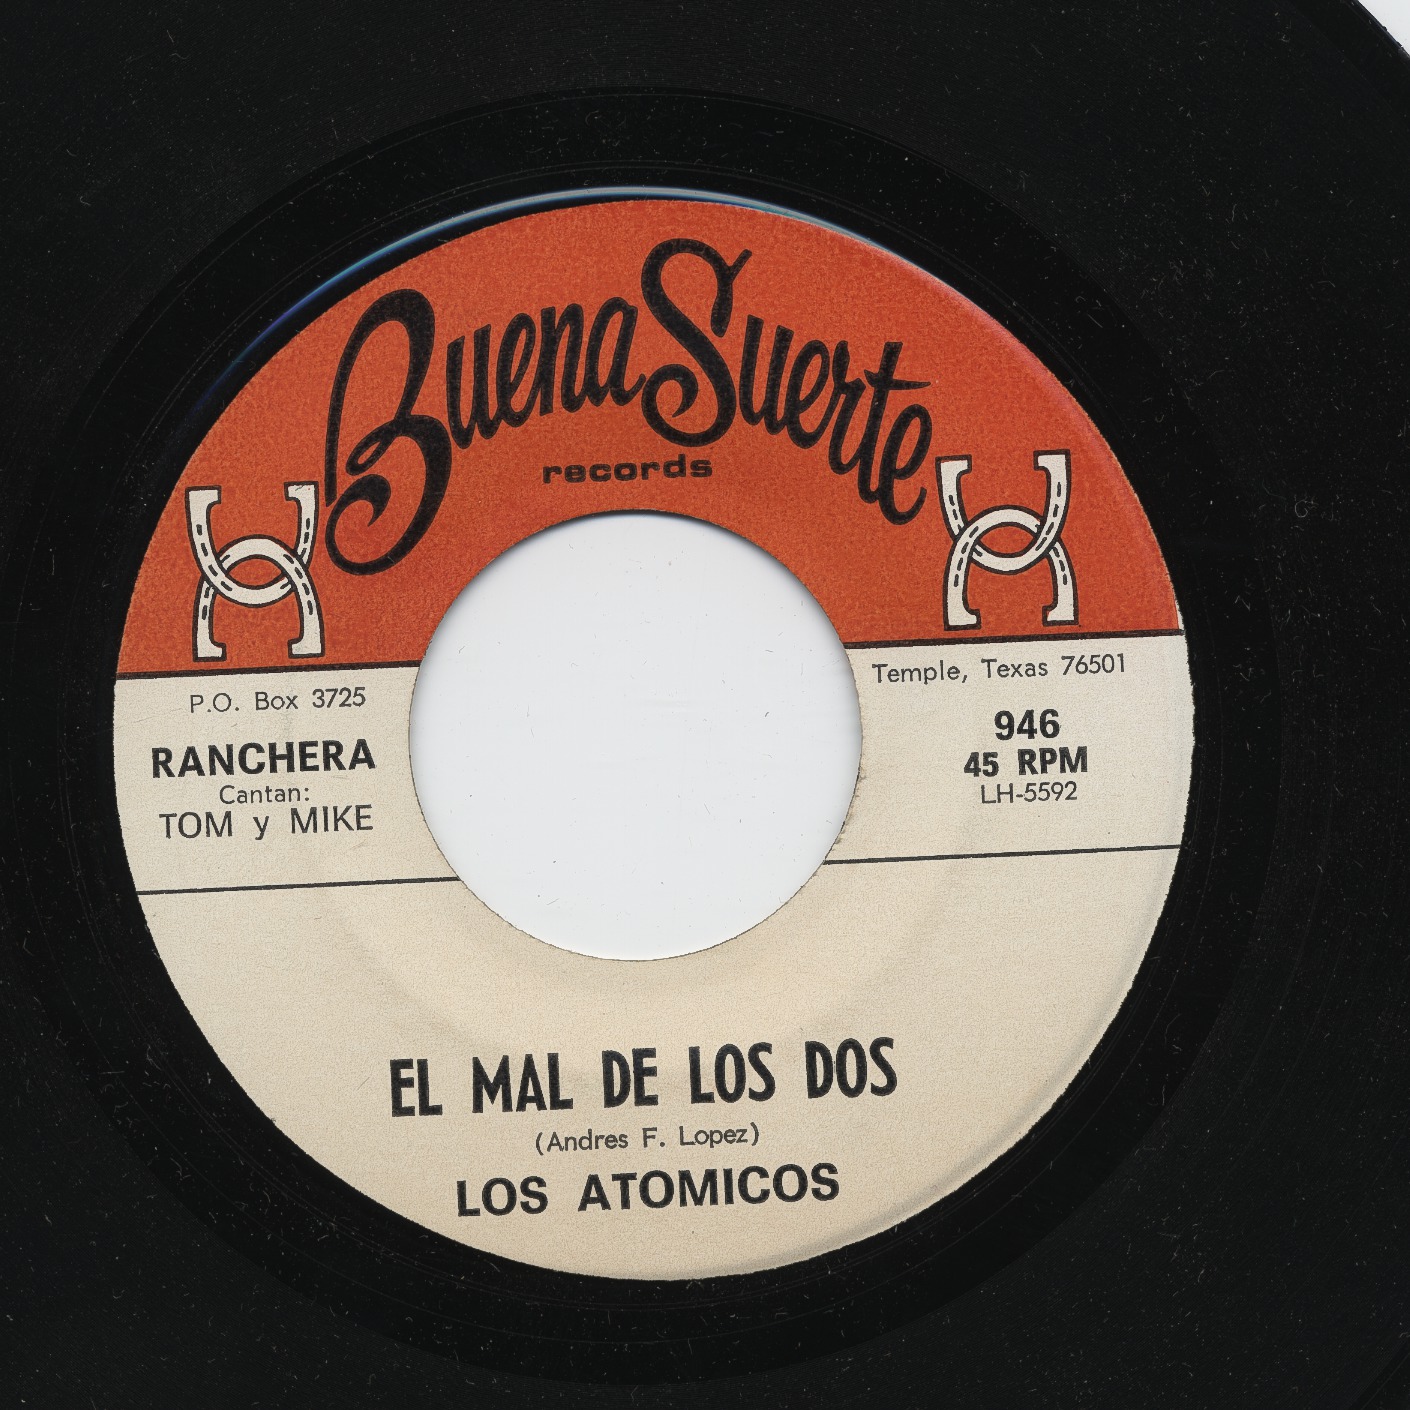 Buena Suerte
records
P.O. Box 3725
RANCHERA
Cantan:
TOM y MIKE
Temple, Texas 76501
946
45 RPM
LH-5592
EL MAL DE LOS DOS
(Andres F. Lopez)
LOS ATOMICOS